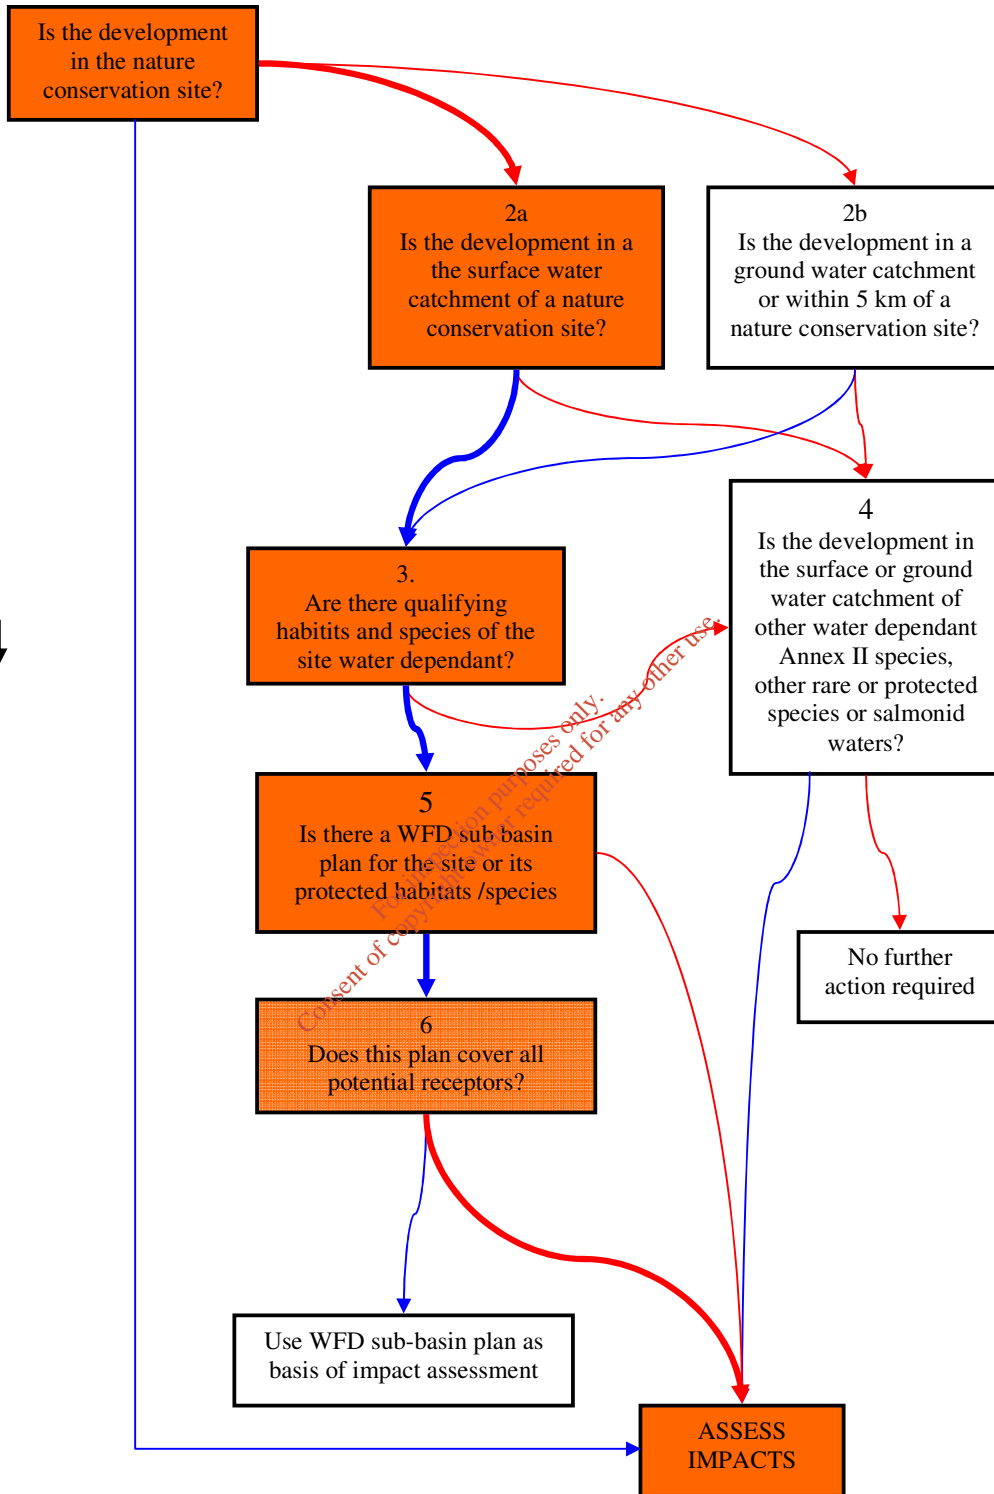 Is the development
in the nature
conservation site?
2a
Is the development in a
the surface water
catchment of a nature
conservation site?
2b
Is the development in a
ground water catchment
or within 5 km of a
nature conservation site?
3.
Are there qualifying
habitits and species of the
site water dependant?
4
Is the development in
the surface or ground
water catchment of
other water dependant
Annex II species,
other rare or protected
species or salmonid
waters?
5
Is there a WFD sub basin
plan for the site or its
protected habitats /species
No further
action required
6
Does this plan cover all
potential receptors?
Use WFD sub-basin plan as
basis of impact assessment
ASSESS
IMPACTS
For inspection purposes only.
Consent of copyright owner required for any other use.